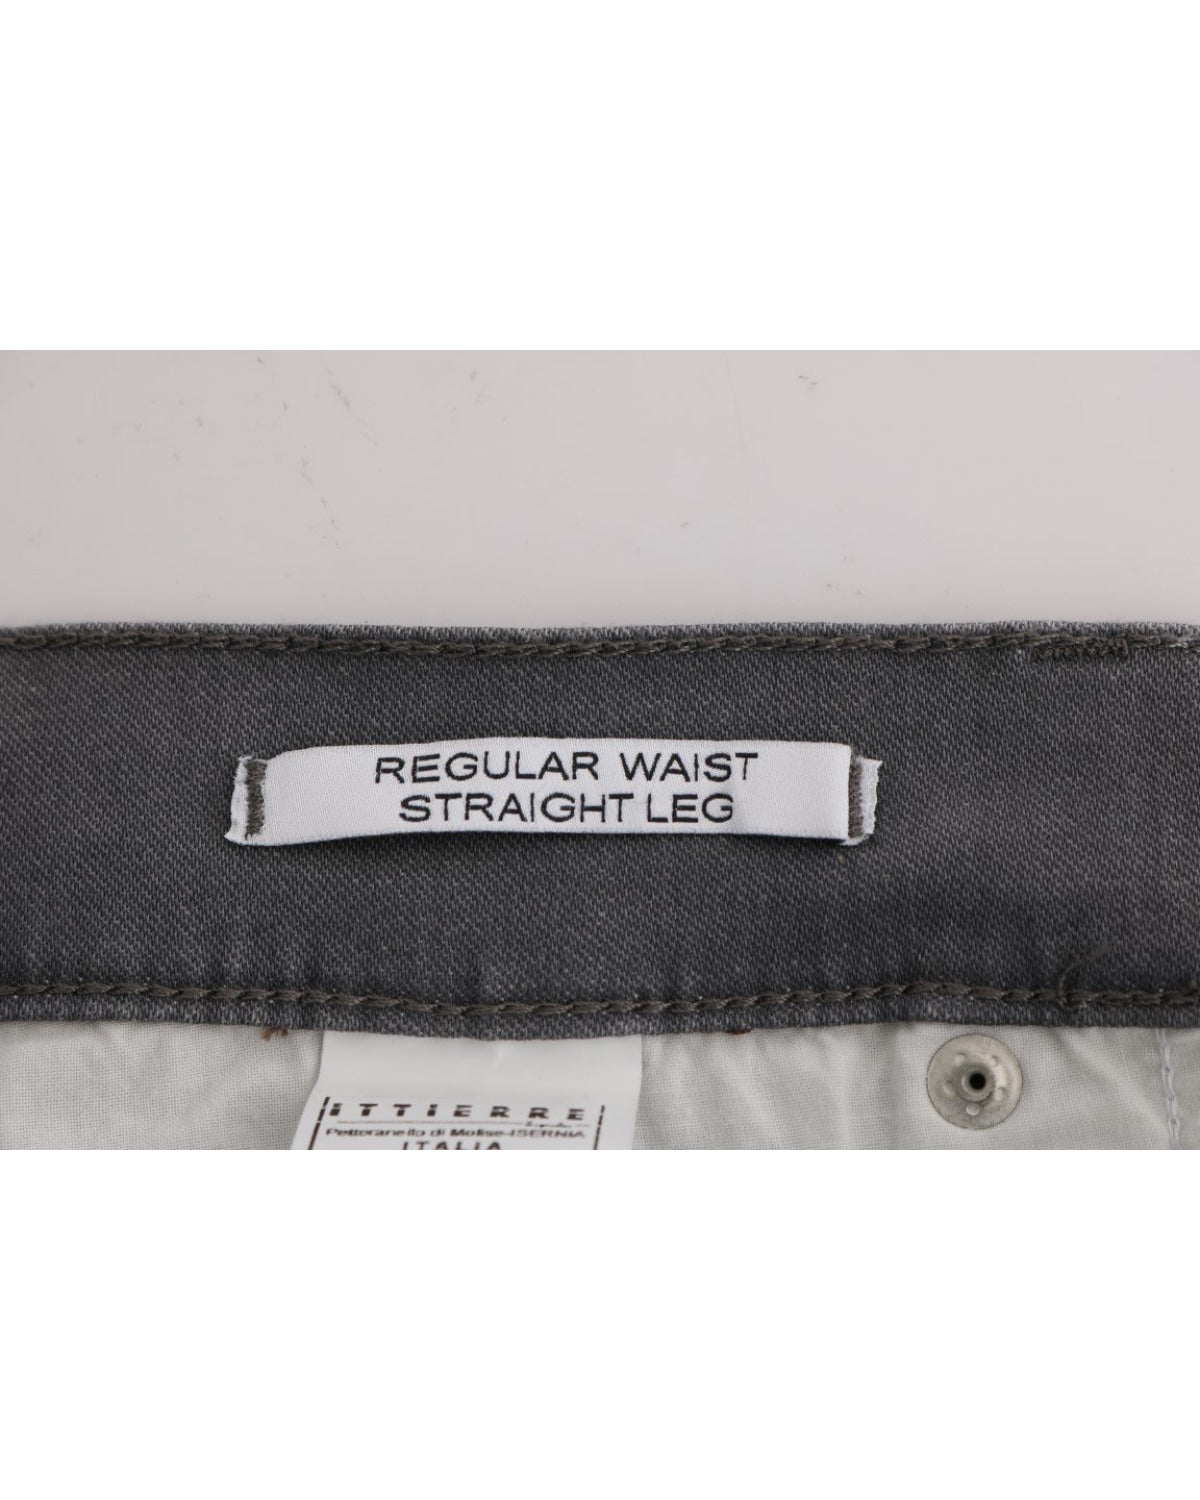 REGULAR WAIST
STRAIGHT LEG
ITTIERRE
Pettoranello di Molise-ISERNIA
ITALIA